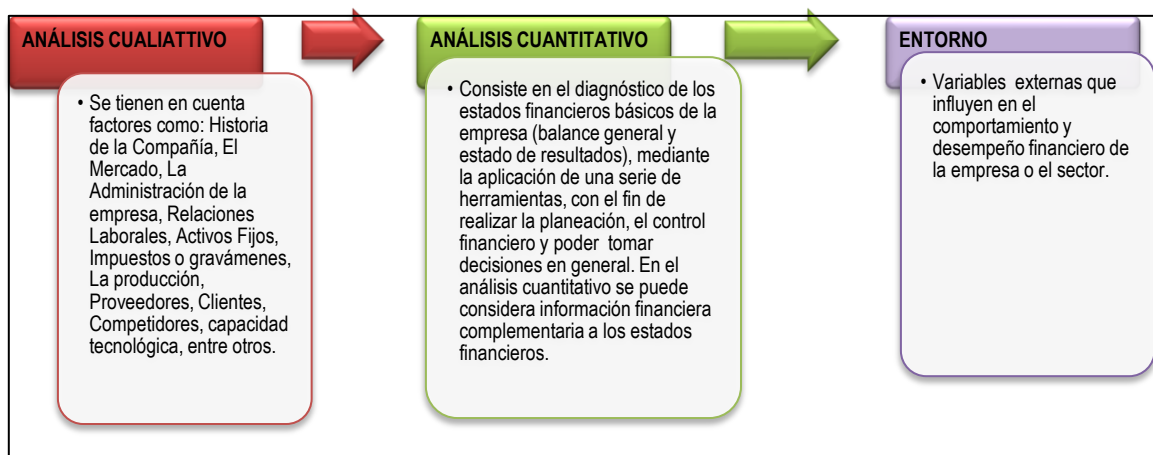 ANÁLISIS CUALIATTIVO
• Se tienen en cuenta
factores como: Historia
de la Compañía, El
Mercado, La
Administración de la
empresa, Relaciones
Laborales, Activos Fijos,
Impuestos o gravámenes,
La producción,
Proveedores, Clientes,
Competidores, capacidad
tecnológica, entre otros.
ANÁLISIS CUANTITATIVO
• Consiste en el diagnóstico de los
estados financieros básicos de la
empresa (balance general y
estado de resultados), mediante
la aplicación de una serie de
herramientas, con el fin de
realizar la planeación, el control
financiero y poder tomar
decisiones en general. En el
análisis cuantitativo se puede
considera información financiera
complementaria a los estados
financieros.
ENTORNO
• Variables externas que
influyen en el
comportamiento y
desempeño financiero de
la empresa o el sector.